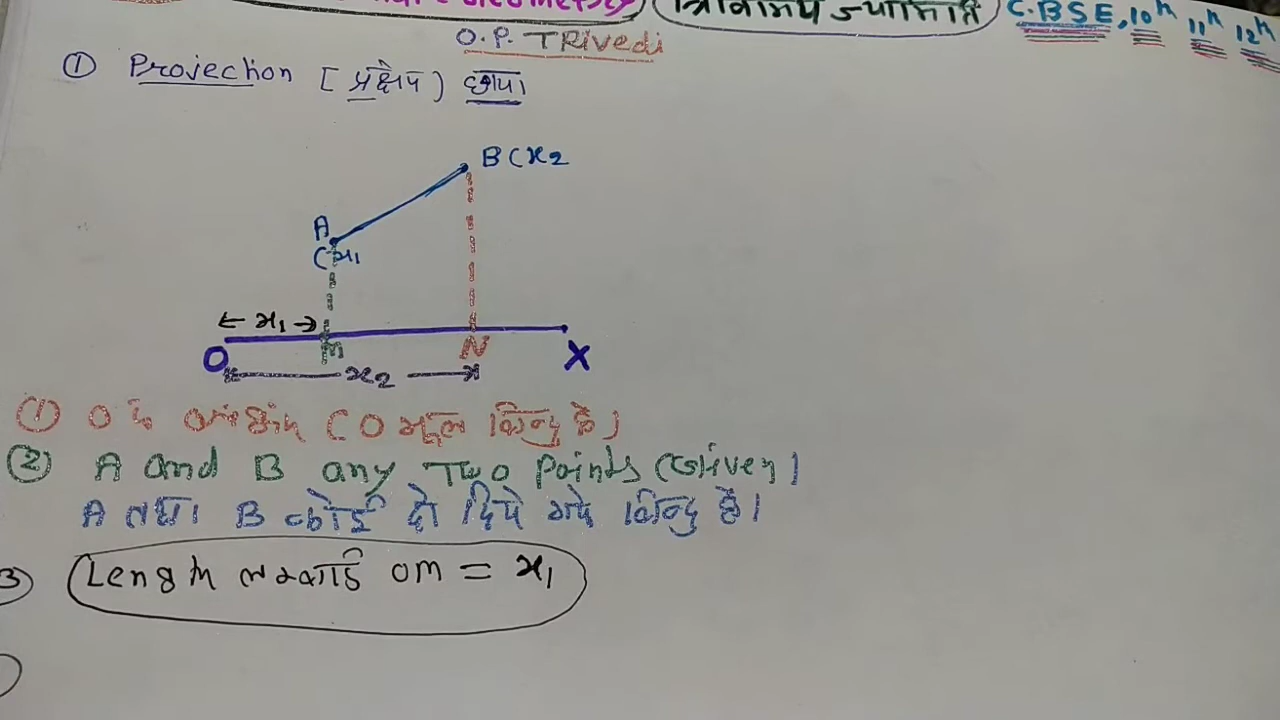 त्रिविमीय ज्यामिति C.BSE, 10th 11th 12th
O.P. TRivedi
① Projection [प्रक्षेप) छाया
B(x2
A
(x1
← x1 →
O M N X
x2
(1) O is origin (O मूल बिन्दु है।
(2) A and B any Two points (Given)
A तथा B कोई दो दिये गये बिन्दु है।
3) Length लम्बाई OM = x1